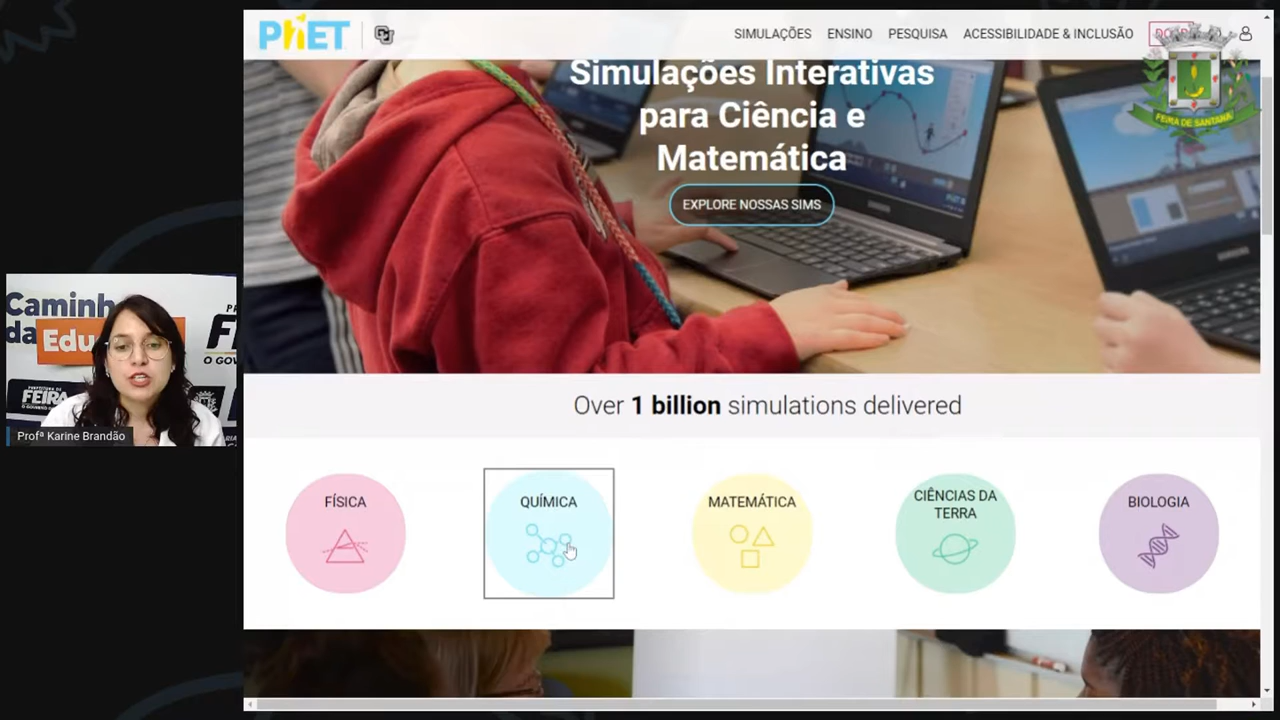 PhET
SIMULAÇÕES
ENSINO
PESQUISA
ACESSIBILIDADE & INCLUSÃO
FEIRA DE SANTANA
Simulações Interativas
para Ciência e
Matemática
EXPLORE NOSSAS SIMS
Over 1 billion simulations delivered
FÍSICA
QUÍMICA
MATEMÁTICA
CIÊNCIAS DA
TERRA
BIOLOGIA
Caminh
da Edu
FEIRA
Profª Karine Brandão